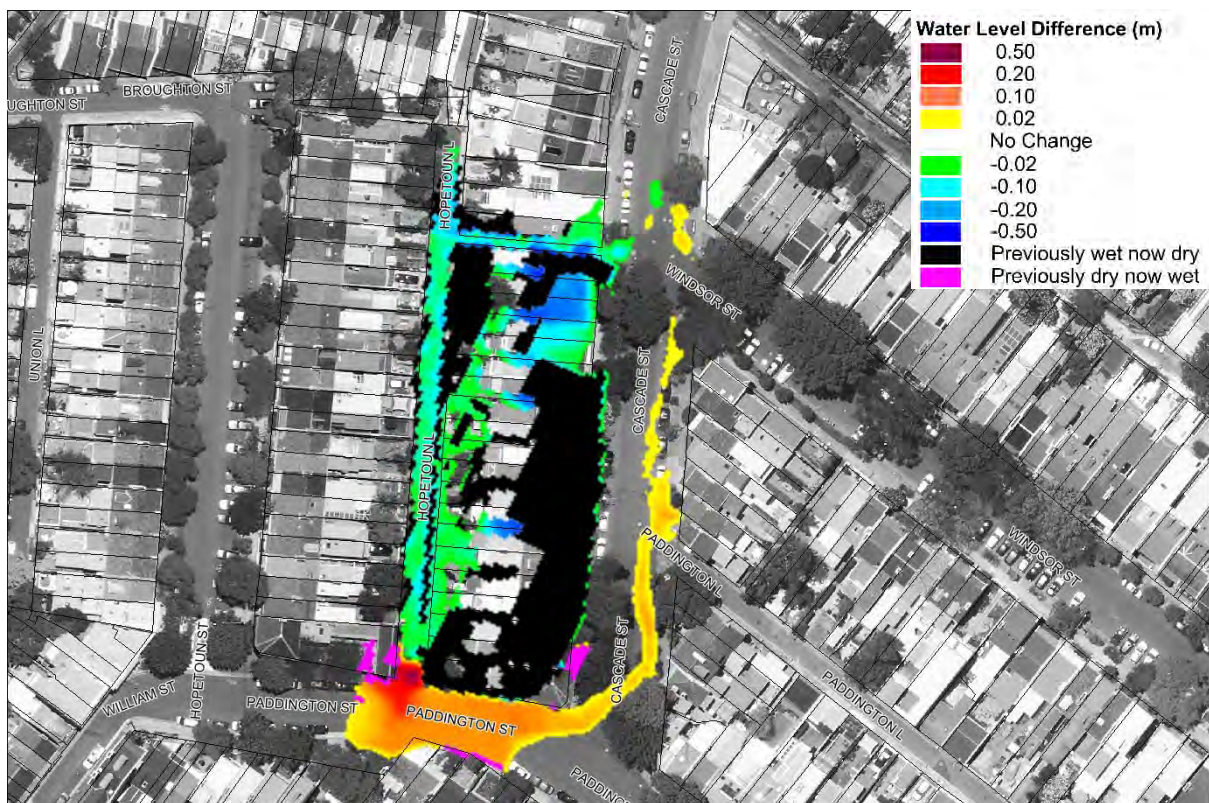 Water Level Difference (m)
0.50
0.20
0.10
0.02
No Change
-0.02
-0.10
-0.20
-0.50
Previously wet now dry
Previously dry now wet
BROUGHTON ST
UGHTON ST
CASCADE ST
HOPETOUN L
WINDSOR ST
UNION L
CASCADE ST
HOPETOUN L
PADDINGTON L
WINDSOR ST
CASCADE ST
HOPETOUN ST
WILLIAM ST
PADDINGTON ST
PADDINGTON ST
PADDINGTON L
PADDINGTON